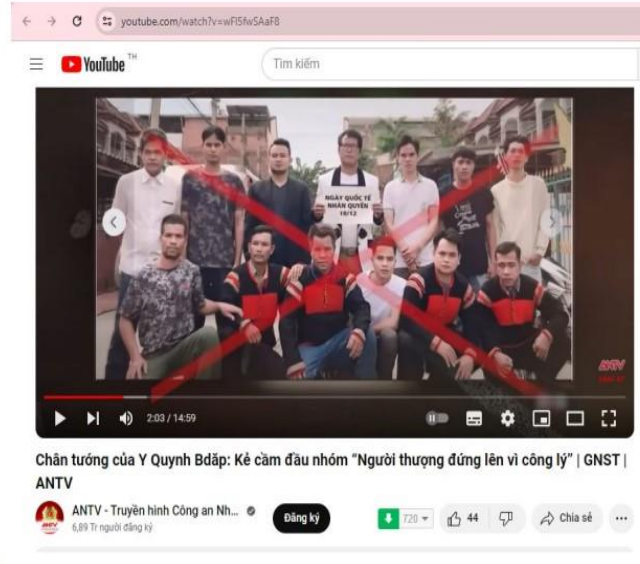 youtube.com/watch?v=wFl5fwSAaF8
YouTube TH
Tìm kiếm
NGÀY QUỐC TẾ
NHÂN QUYỀN
10/12
ANTV
2:03 / 14:59
Chân tướng của Y Quynh Bdăp: Kẻ cầm đầu nhóm “Người thượng đứng lên vì công lý” | GNST |
ANTV
ANTV - Truyền hình Công an Nh...
6,89 Tr người đăng ký
Đăng ký
720
44
Chia sẻ